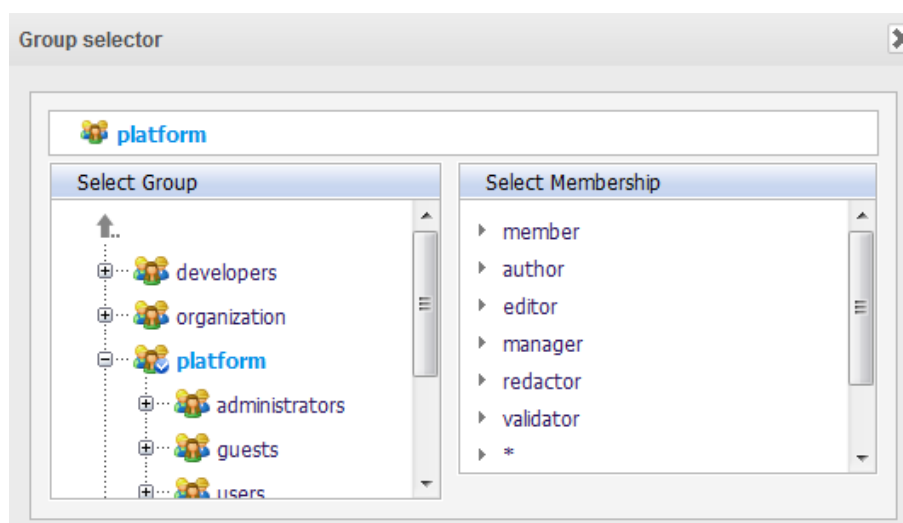 Group selector
platform
Select Group
..
developers
organization
platform
administrators
guests
users
Select Membership
member
author
editor
manager
redactor
validator
*